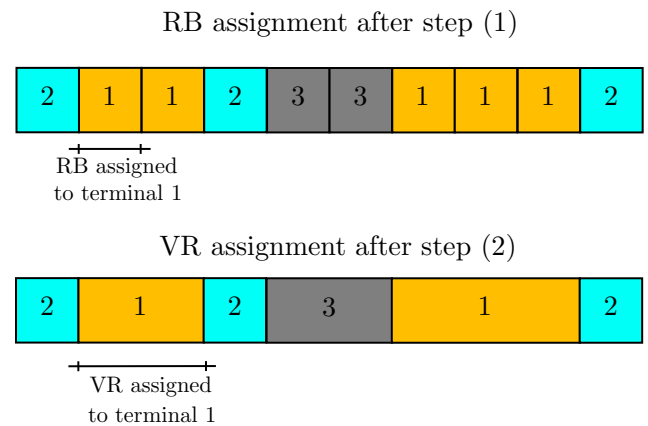 RB assignment after step (1)
2 1 1 2 3 3 1 1 1 2
RB assigned
to terminal 1
VR assignment after step (2)
2 1 2 3 1 2
VR assigned
to terminal 1